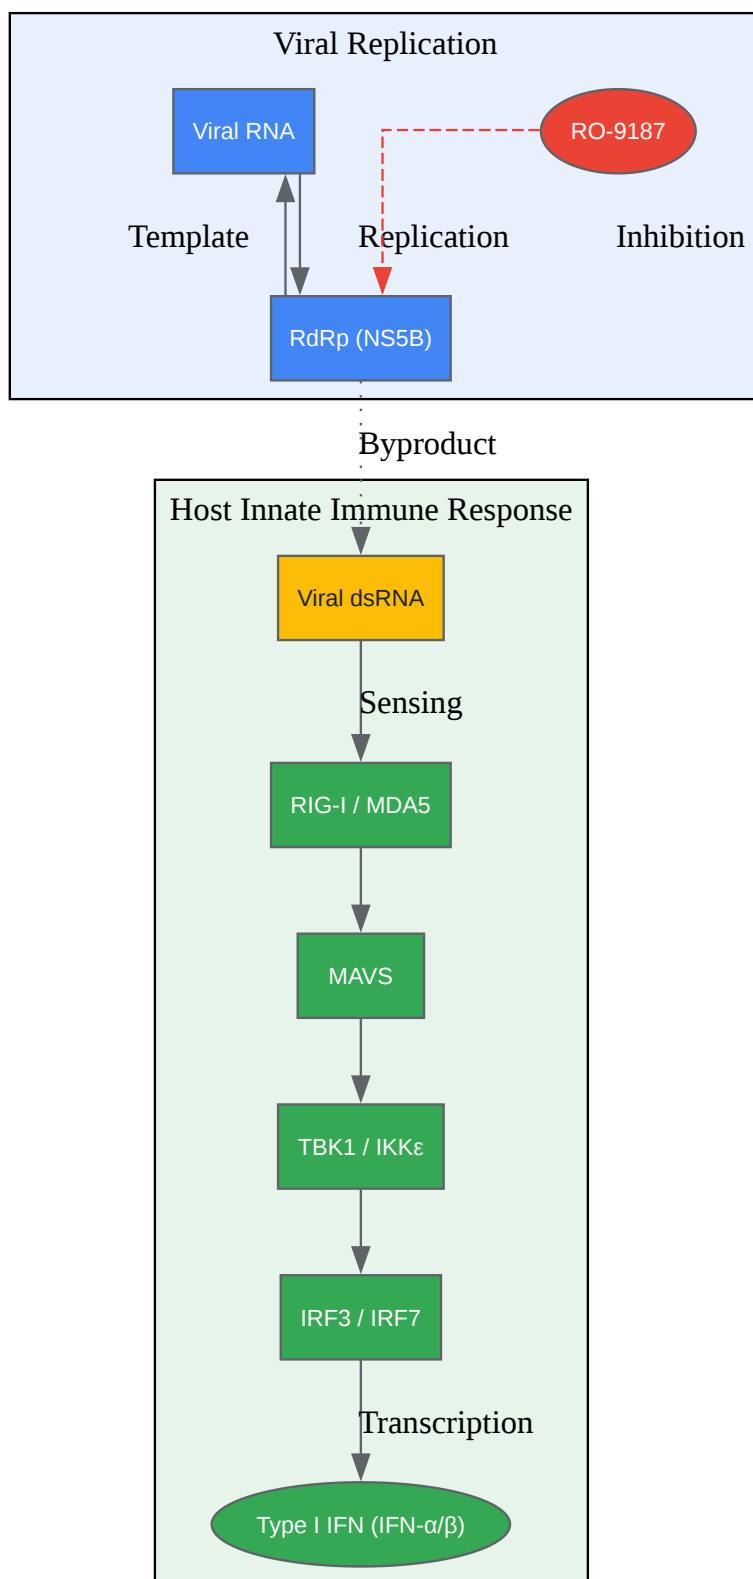 Viral Replication
Viral RNA
RO-9187
Template
Replication
Inhibition
RdRp (NS5B)
Byproduct
Host Innate Immune Response
Viral dsRNA
Sensing
RIG-I / MDA5
MAVS
TBK1 / IKKε
IRF3 / IRF7
Transcription
Type I IFN (IFN-α/β)